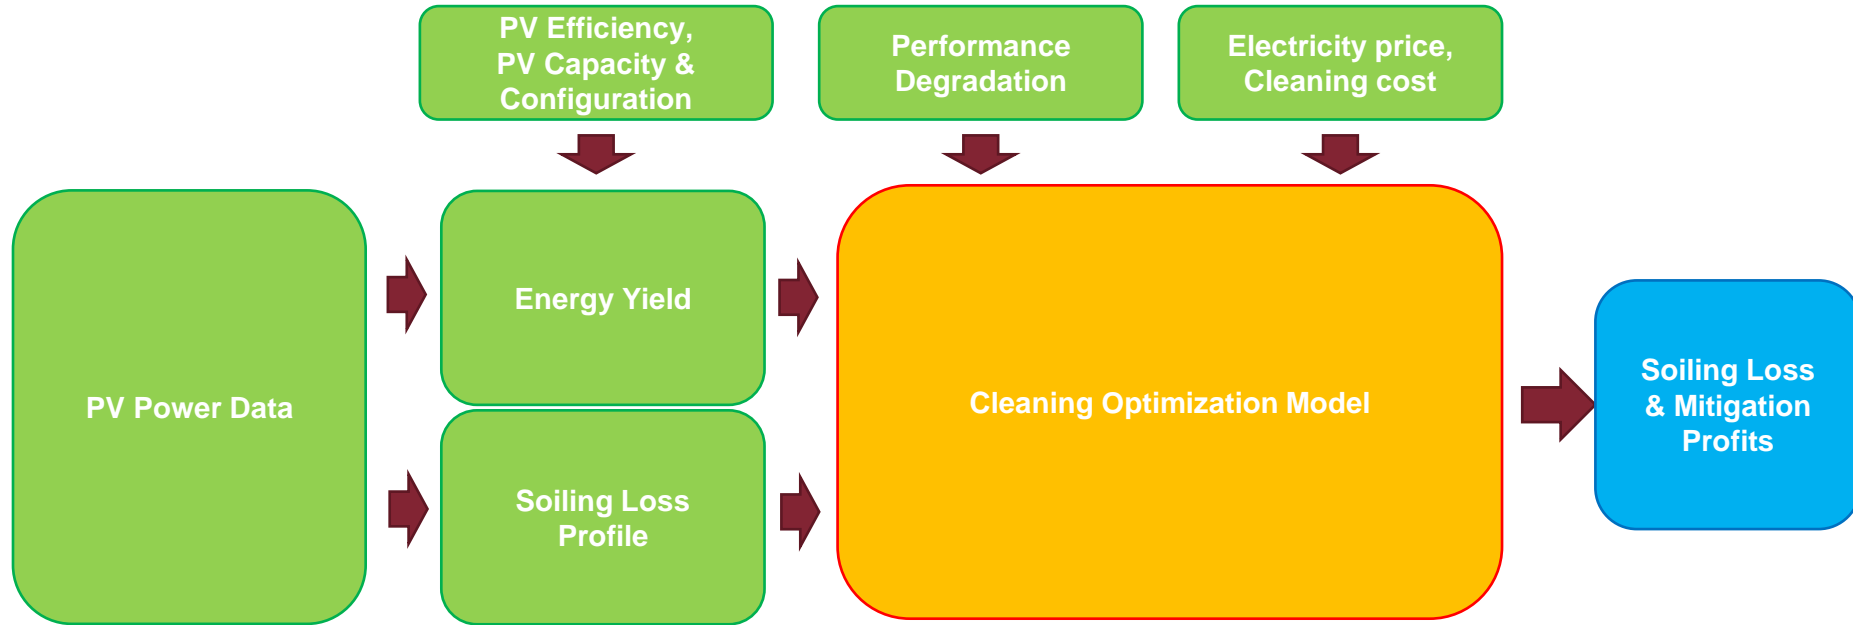 PV Efficiency,
PV Capacity &
Configuration
Performance
Degradation
Electricity price,
Cleaning cost
PV Power Data
Energy Yield
Soiling Loss
Profile
Cleaning Optimization Model
Soiling Loss
& Mitigation
Profits